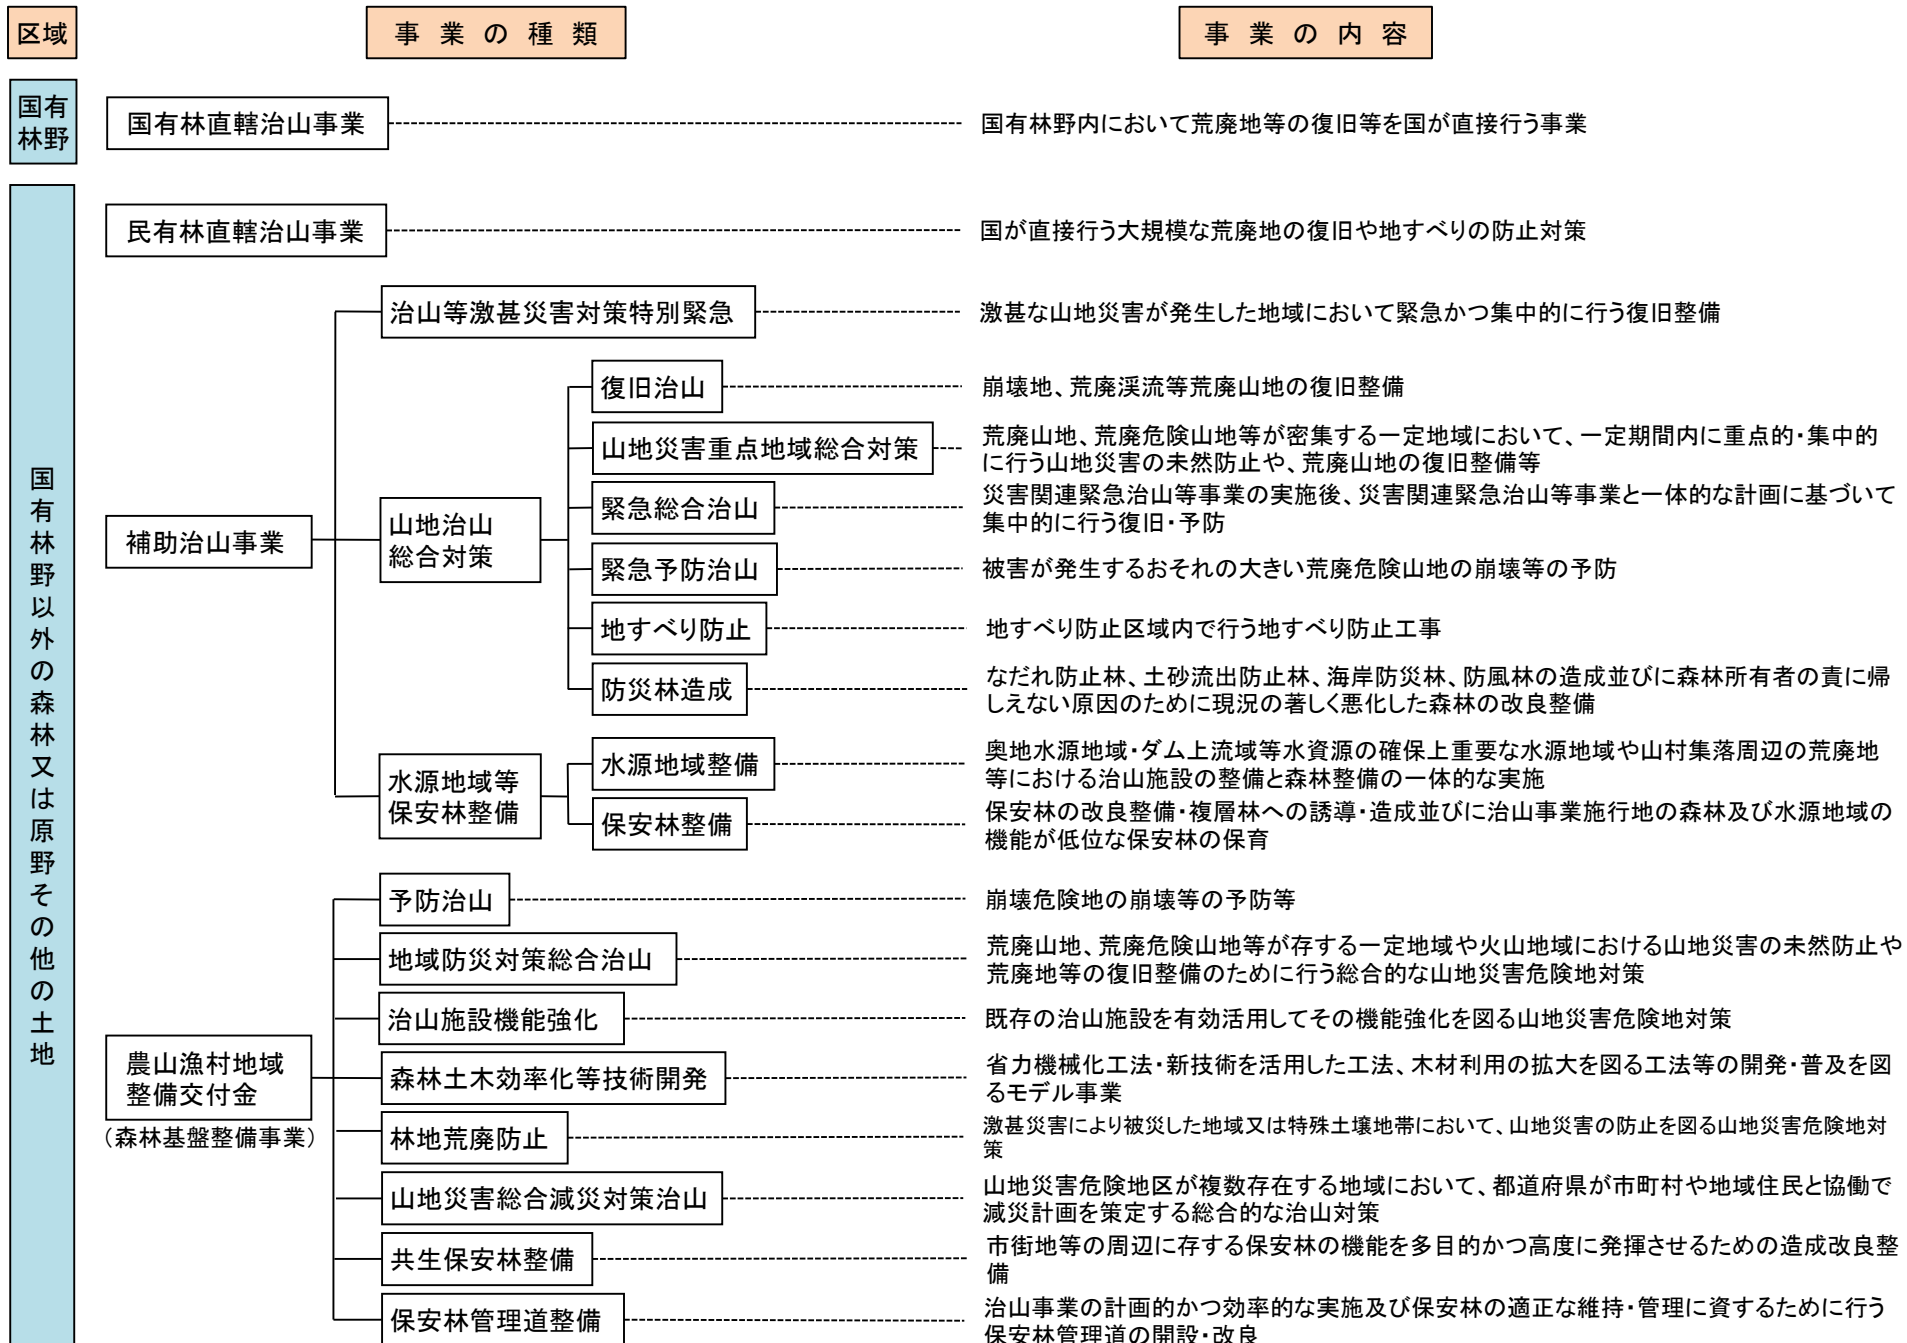 区域
事業の種類
事業の内容
国有
林野
国有林直轄治山事業
国有林野内において荒廃地等の復旧等を国が直接行う事業
国有林野以外の森林又は原野その他の土地
民有林直轄治山事業
国が直接行う大規模な荒廃地の復旧や地すべりの防止対策
補助治山事業
治山等激甚災害対策特別緊急
激甚な山地災害が発生した地域において緊急かつ集中的に行う復旧整備
山地治山
総合対策
復旧治山
崩壊地、荒廃渓流等荒廃山地の復旧整備
山地災害重点地域総合対策
荒廃山地、荒廃危険山地等が密集する一定地域において、一定期間内に重点的・集中的
に行う山地災害の未然防止や、荒廃山地の復旧整備等
緊急総合治山
災害関連緊急治山等事業の実施後、災害関連緊急治山等事業と一体的な計画に基づいて
集中的に行う復旧・予防
緊急予防治山
被害が発生するおそれの大きい荒廃危険山地の崩壊等の予防
地すべり防止
地すべり防止区域内で行う地すべり防止工事
防災林造成
なだれ防止林、土砂流出防止林、海岸防災林、防風林の造成並びに森林所有者の責に帰
しえない原因のために現況の著しく悪化した森林の改良整備
水源地域等
保安林整備
水源地域整備
奥地水源地域・ダム上流域等水資源の確保上重要な水源地域や山村集落周辺の荒廃地
等における治山施設の整備と森林整備の一体的な実施
保安林整備
保安林の改良整備・複層林への誘導・造成並びに治山事業施行地の森林及び水源地域の
機能が低位な保安林の保育
農山漁村地域
整備交付金
（森林基盤整備事業）
予防治山
崩壊危険地の崩壊等の予防等
地域防災対策総合治山
荒廃山地、荒廃危険山地等が存する一定地域や火山地域における山地災害の未然防止や
荒廃地等の復旧整備のために行う総合的な山地災害危険地対策
治山施設機能強化
既存の治山施設を有効活用してその機能強化を図る山地災害危険地対策
森林土木効率化等技術開発
省力機械化工法・新技術を活用した工法、木材利用の拡大を図る工法等の開発・普及を図
るモデル事業
林地荒廃防止
激甚災害により被災した地域又は特殊土壌地帯において、山地災害の防止を図る山地災害危険地対
策
山地災害総合減災対策治山
山地災害危険地区が複数存在する地域において、都道府県が市町村や地域住民と協働で
減災計画を策定する総合的な治山対策
共生保安林整備
市街地等の周辺に存する保安林の機能を多目的かつ高度に発揮させるための造成改良整
備
保安林管理道整備
治山事業の計画的かつ効率的な実施及び保安林の適正な維持・管理に資するために行う
保安林管理道の開設・改良